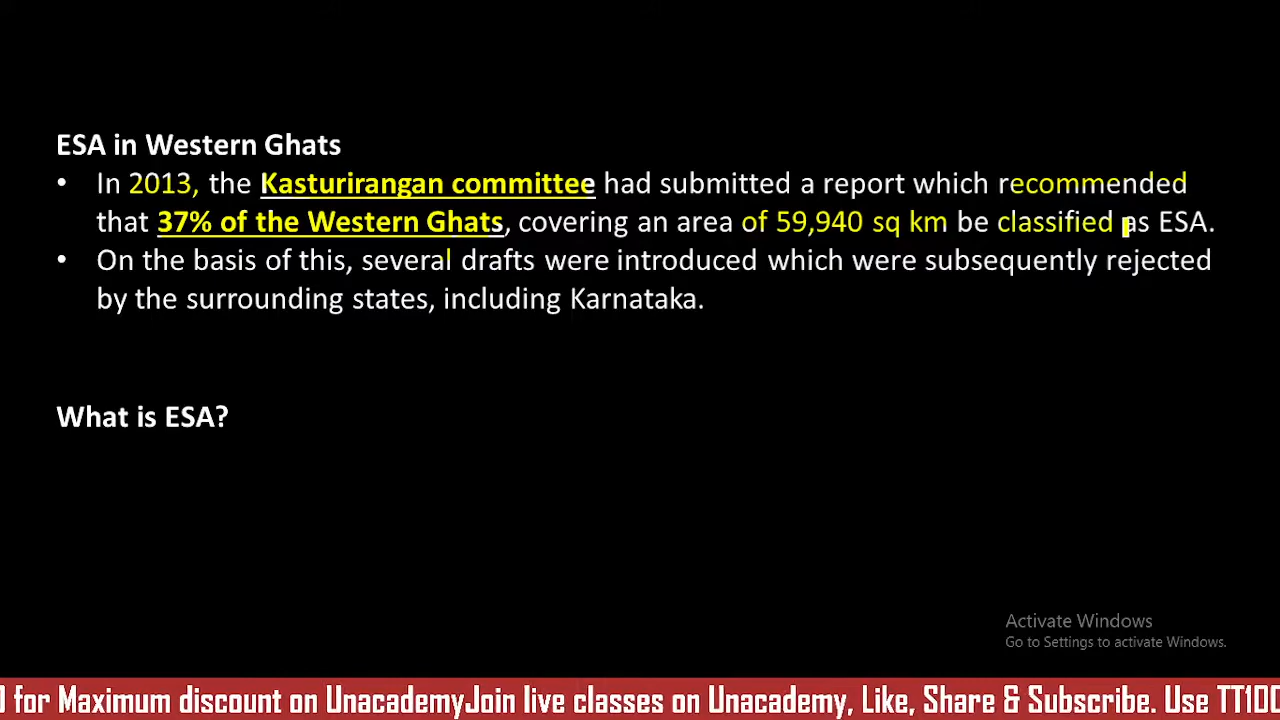 ESA in Western Ghats
• In 2013, the Kasturirangan committee had submitted a report which recommended
that 37% of the Western Ghats, covering an area of 59,940 sq km be classified as ESA.
• On the basis of this, several drafts were introduced which were subsequently rejected
by the surrounding states, including Karnataka.
What is ESA?
Activate Windows
Go to Settings to activate Windows.
for Maximum discount on UnacademyJoin live classes on Unacademy, Like, Share & Subscribe. Use